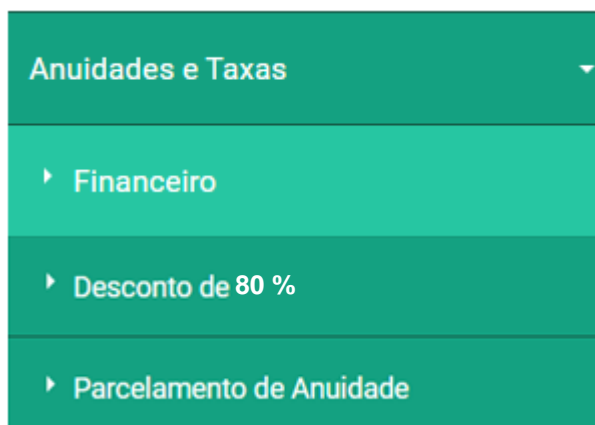 Anuidades e Taxas
Financeiro
Desconto de 80 %
Parcelamento de Anuidade